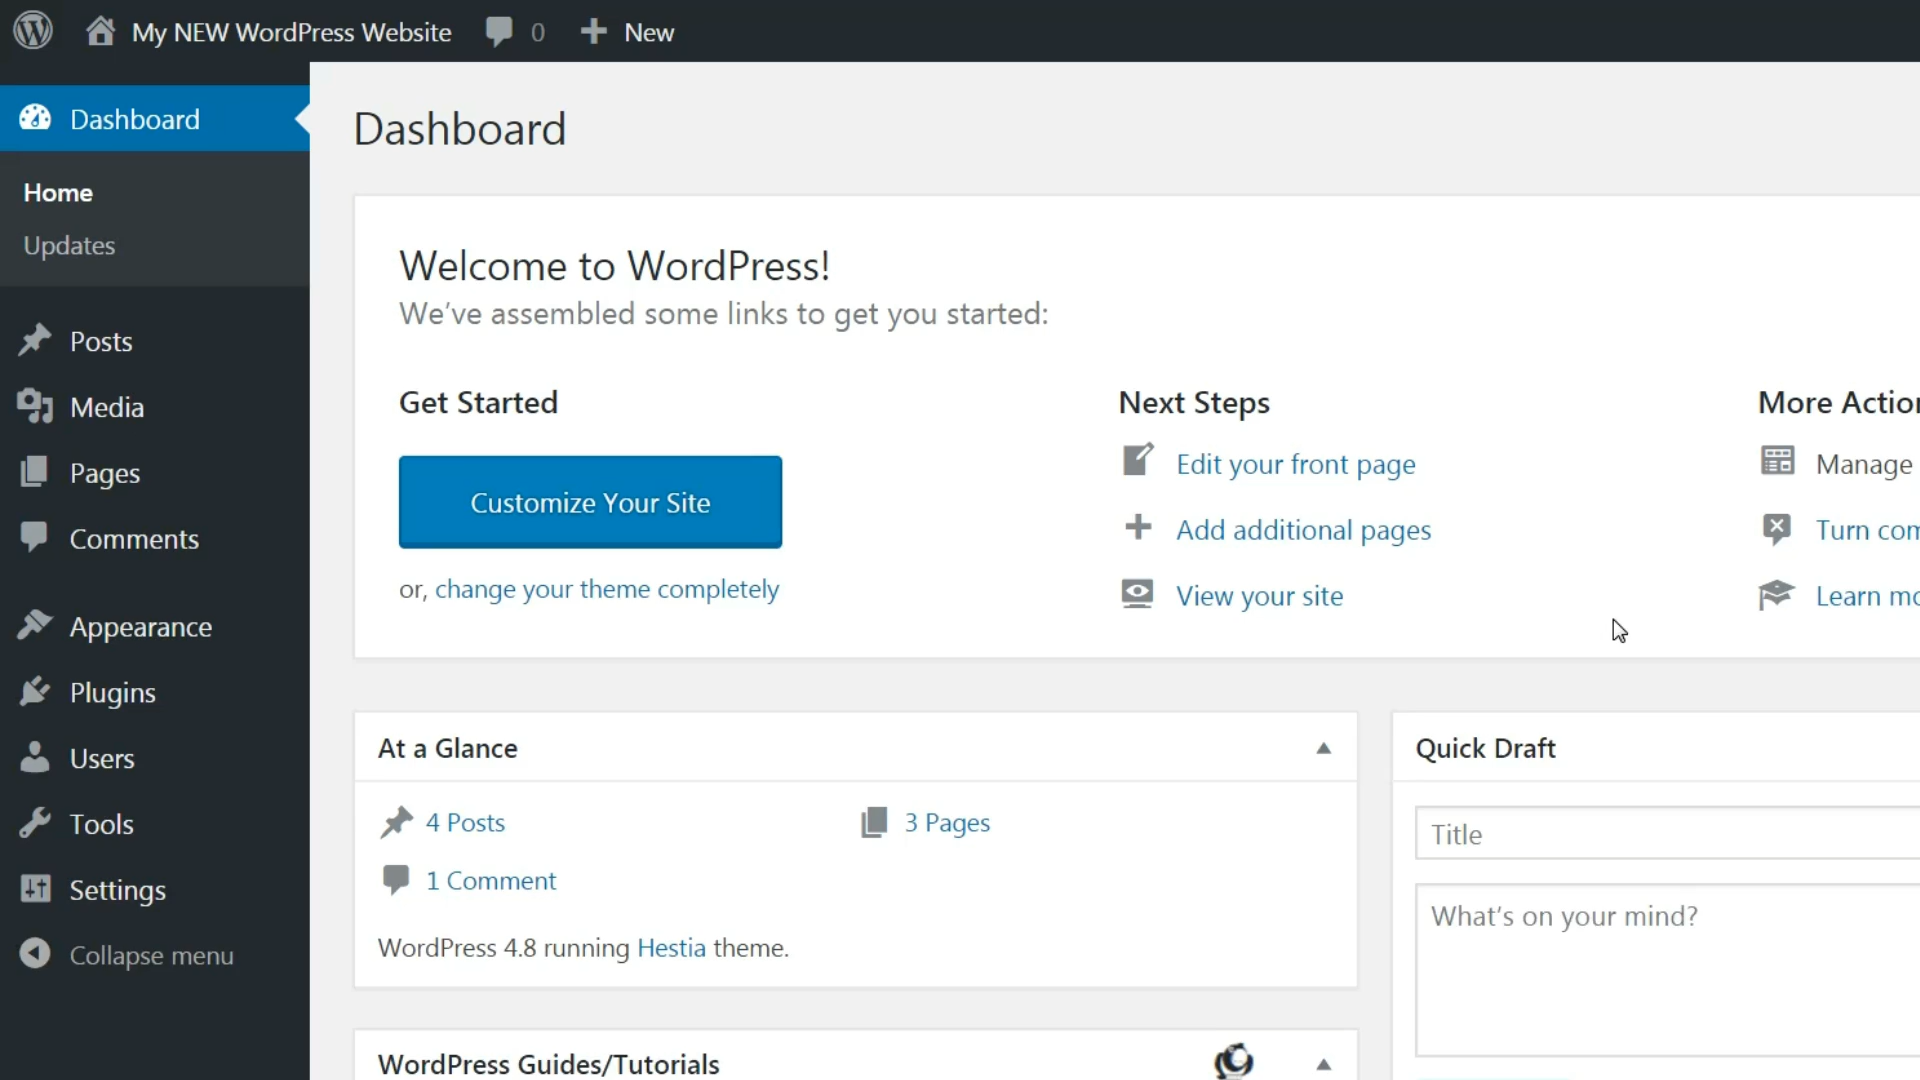 My NEW WordPress Website 0 New
Dashboard
Home
Updates
Posts
Media
Pages
Comments
Appearance
Plugins
Users
Tools
Settings
Collapse menu
Dashboard
Welcome to WordPress!
We've assembled some links to get you started:
Get Started
Customize Your Site
or, change your theme completely
Next Steps
Edit your front page
Add additional pages
View your site
More
Manage
Turn
Learn
At a Glance
4 Posts
3 Pages
1 Comment
WordPress 4.8 running Hestia theme.
WordPress Guides/Tutorials
Quick Draft
Title
What's on your mind?